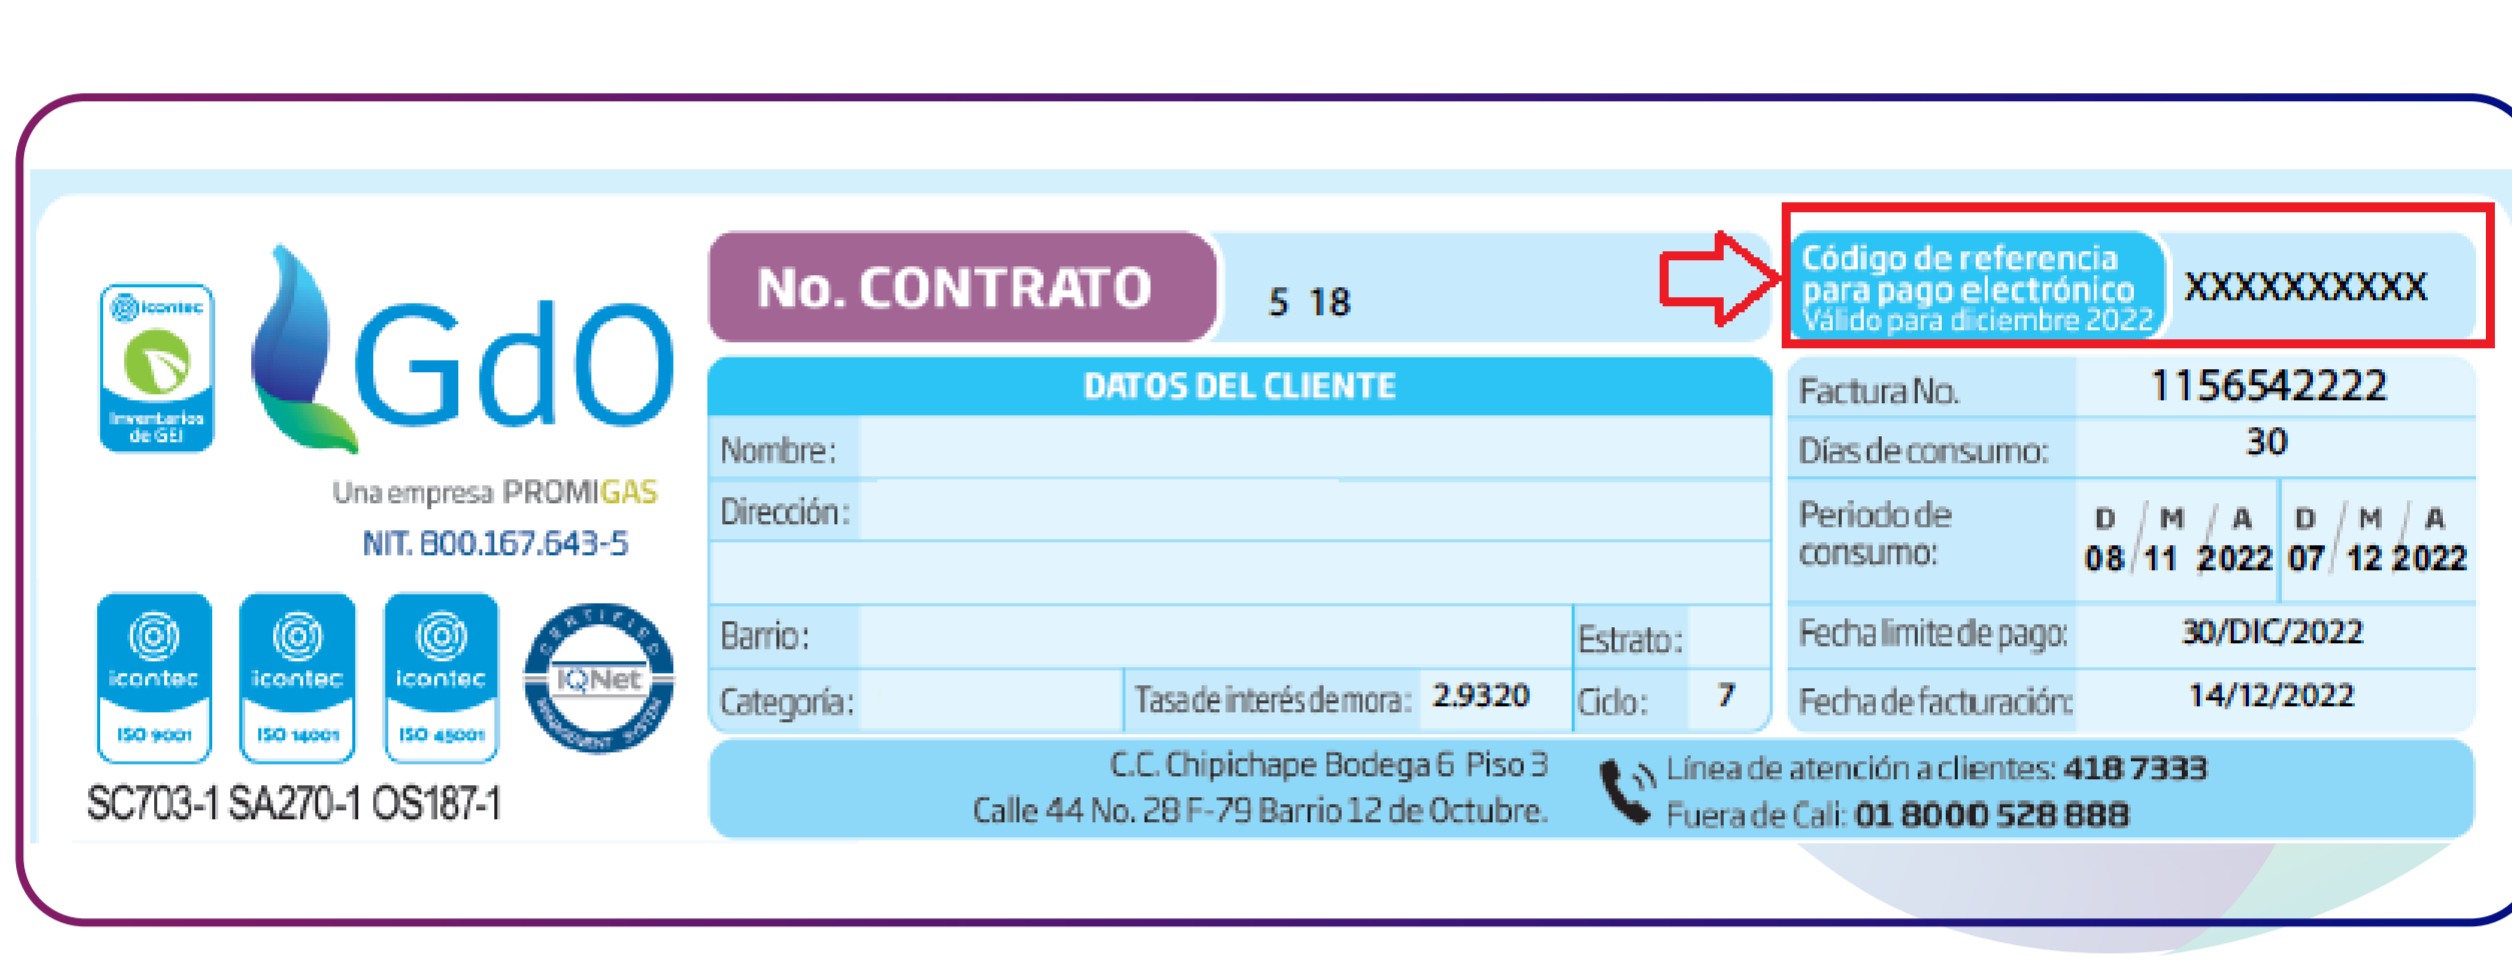 icontec
Inventarios
de GEI
GdO
Una empresa PROMIGAS
NIT. 800.167.643-5
icontec
ISO 9001
icontec
ISO 14001
icontec
ISO 45001
CERTIFIED
IQNet
MANAGEMENT SYSTEM
SC703-1 SA270-1 OS187-1
No. CONTRATO
5 18
Código de referencia
para pago electrónico
Válido para diciembre 2022
XXXXXXXXXX
DATOS DEL CLIENTE
Nombre:
Dirección:
Barrio:
Estrato:
Categoría:
Tasa de interés de mora: 2.9320
Ciclo: 7
Factura No. 1156542222
Días de consumo: 30
Periodo de
consumo:
D / M / A D / M / A
08 / 11 / 2022 07 / 12 / 2022
Fecha limite de pago: 30/DIC/2022
Fecha de facturación: 14/12/2022
C.C. Chipichape Bodega 6 Piso 3
Calle 44 No. 28 F-79 Barrio 12 de Octubre.
Línea de atención a clientes: 418 7333
Fuera de Cali: 01 8000 528 888